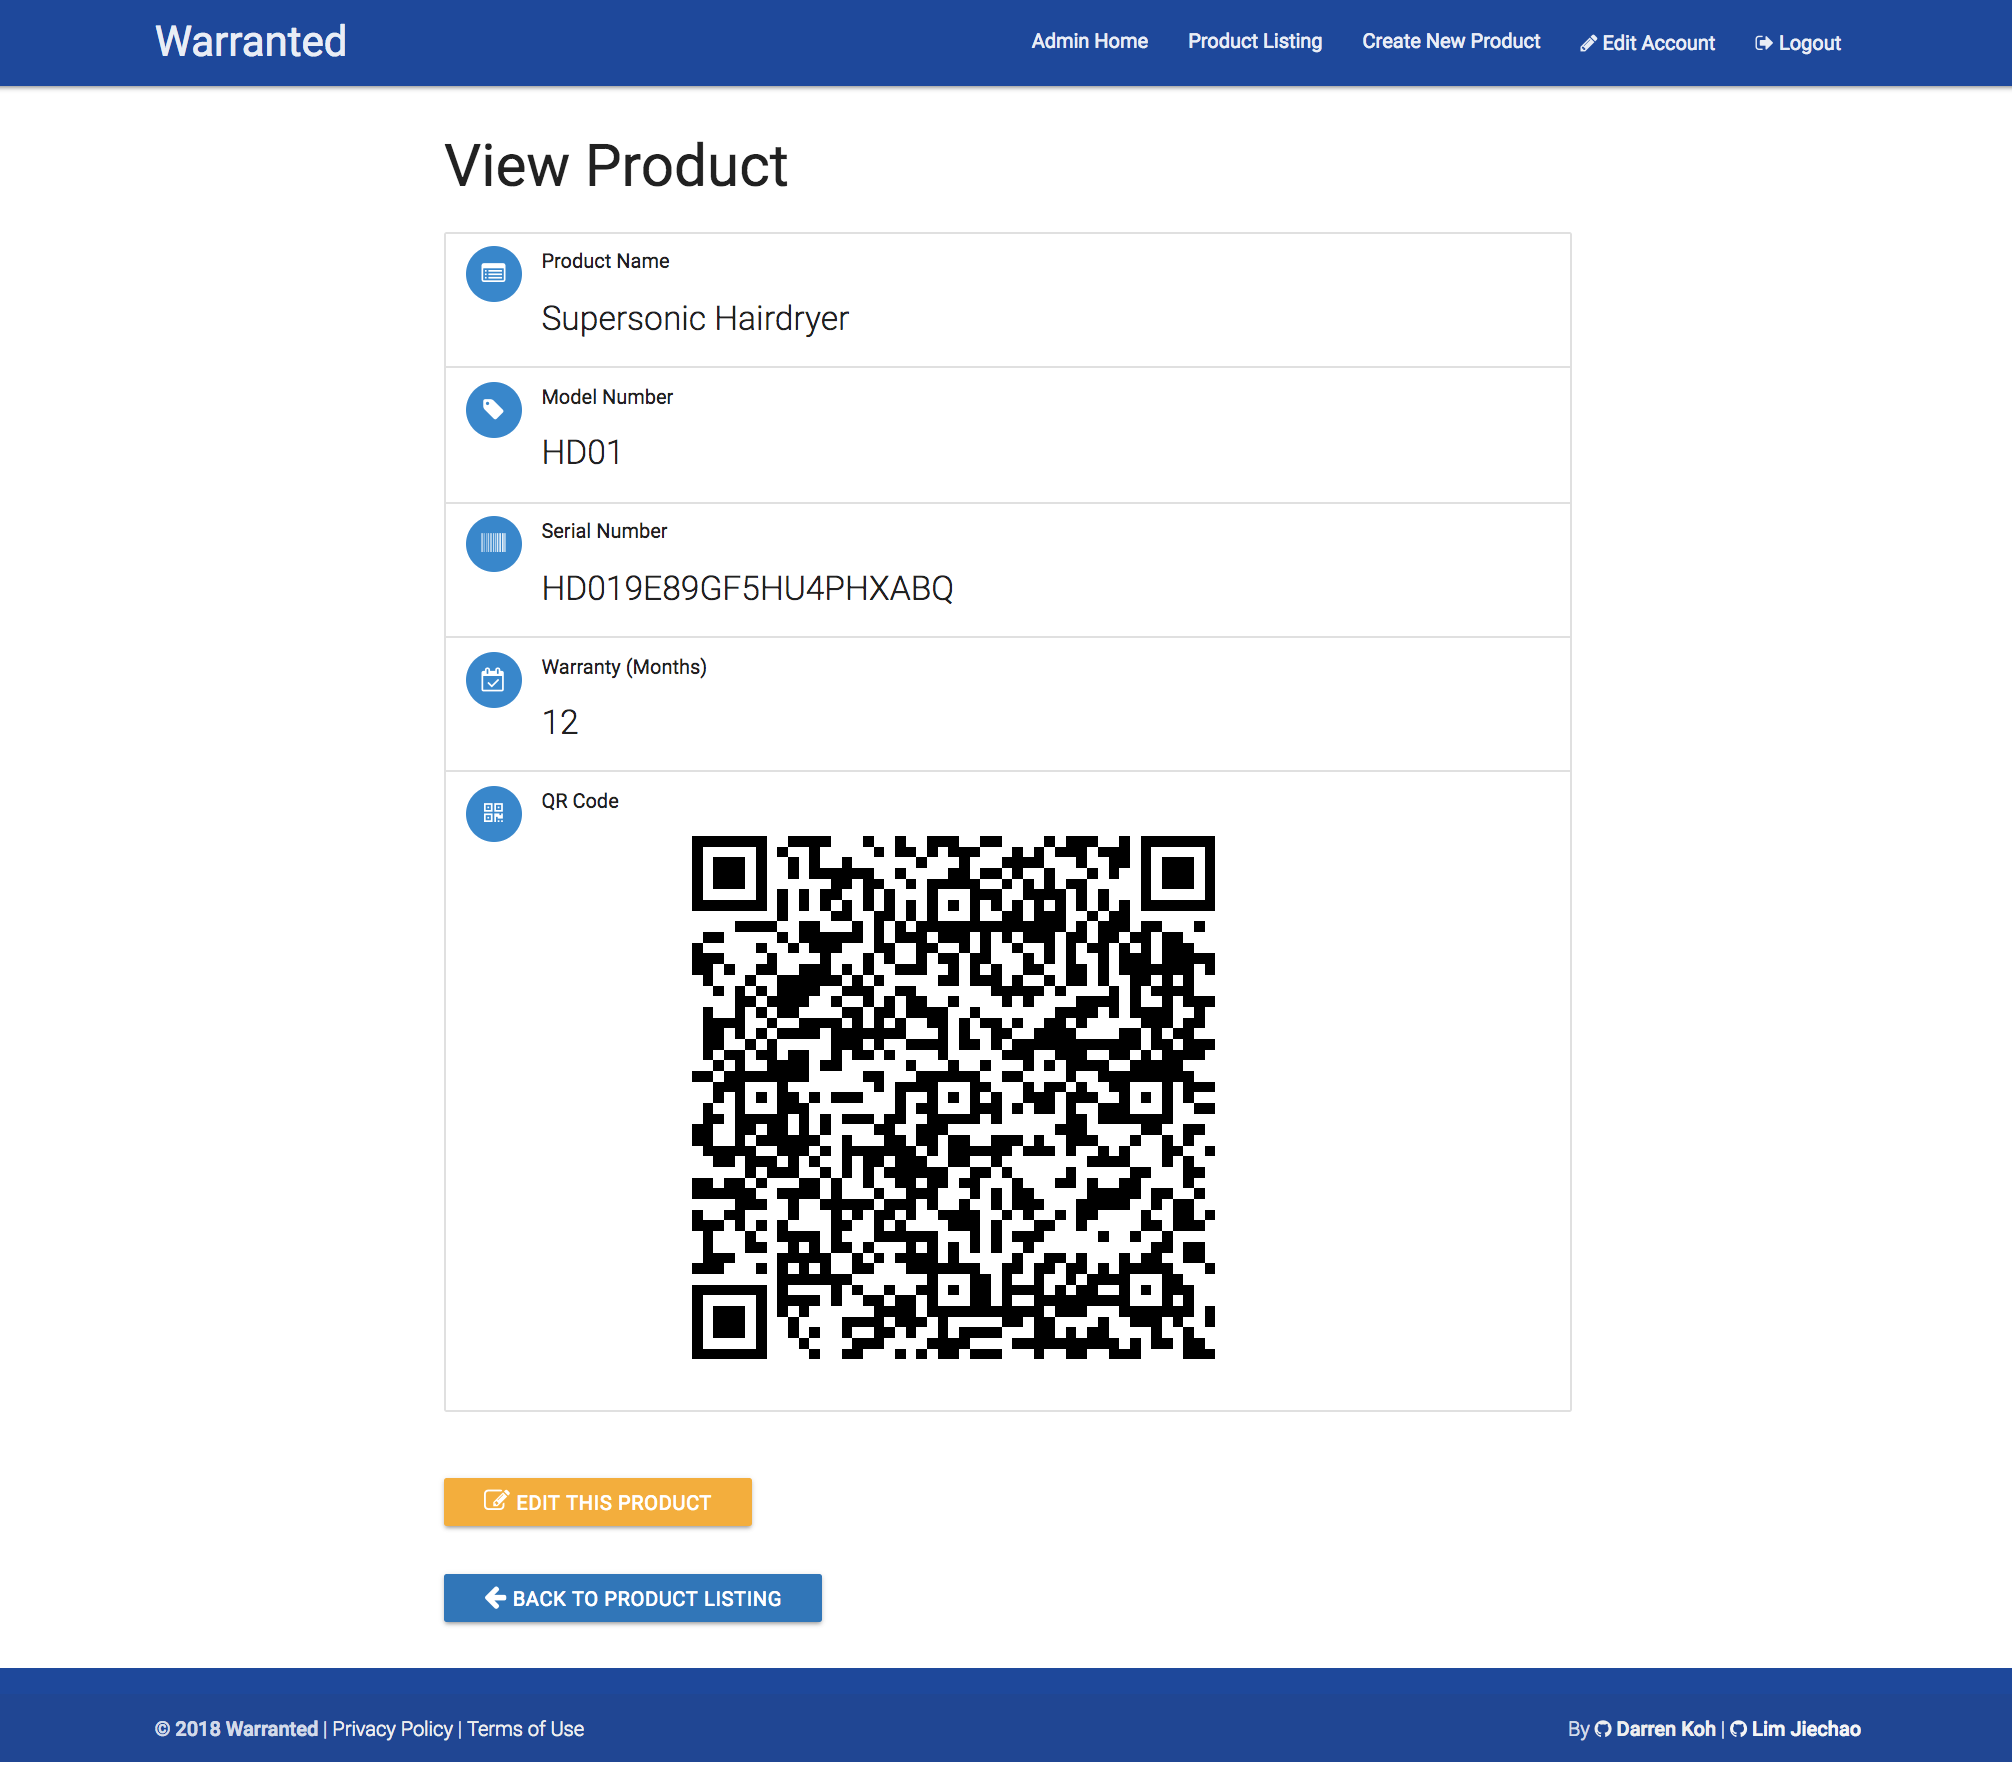 Warranted
Admin Home Product Listing Create New Product Edit Account Logout
View Product
Product Name
Supersonic Hairdryer
Model Number
HD01
Serial Number
HD019E89GF5HU4PHXABQ
Warranty (Months)
12
QR Code
EDIT THIS PRODUCT
BACK TO PRODUCT LISTING
© 2018 Warranted | Privacy Policy | Terms of Use
By Darren Koh | Lim Jiechao